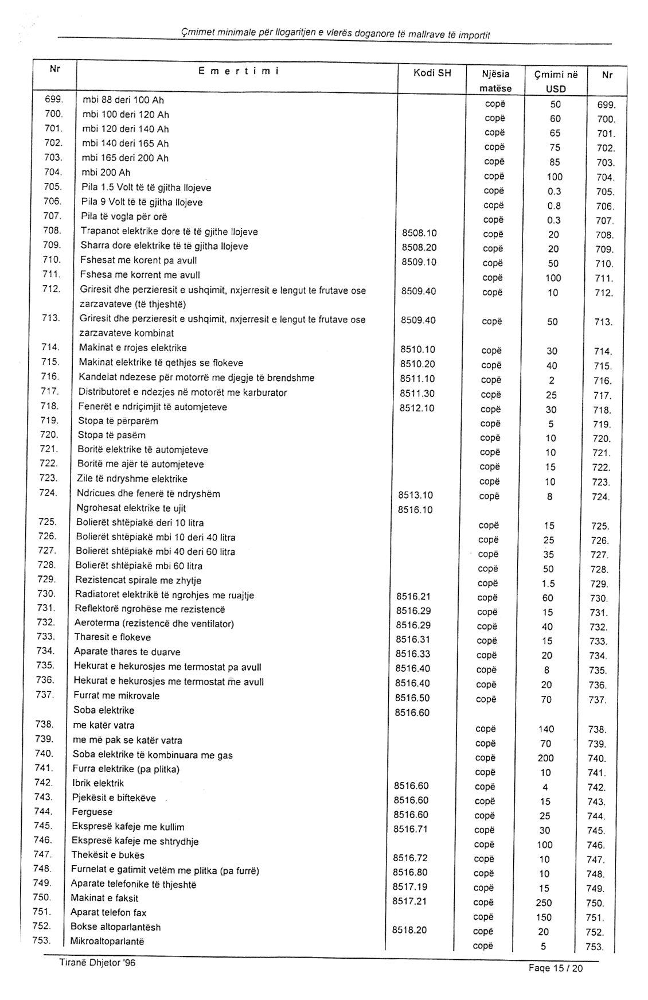 Çmimet minimale për llogaritjen e vlerës doganore të mallrave të importit
Nr E m e r t i m i Kodi SH Njësia matëse Çmimi në USD Nr
699. mbi 88 deri 100 Ah copë 50 699.
700. mbi 100 deri 120 Ah copë 60 700.
701. mbi 120 deri 140 Ah copë 65 701.
702. mbi 140 deri 165 Ah copë 75 702.
703. mbi 165 deri 200 Ah copë 85 703.
704. mbi 200 Ah copë 100 704.
705. Pila 1.5 Volt të të gjitha llojeve copë 0.3 705.
706. Pila 9 Volt të të gjitha llojeve copë 0.8 706.
707. Pila të vogla për orë copë 0.3 707.
708. Trapanot elektrike dore të të gjithe llojeve 8508.10 copë 20 708.
709. Sharra dore elektrike të të gjitha llojeve 8508.20 copë 20 709.
710. Fshesat me korent pa avull 8509.10 copë 50 710.
711. Fshesa me korrent me avull copë 100 711.
712. Griresit dhe perzieresit e ushqimit, nxjerresit e lengut te frutave ose 8509.40 copë 10 712.
zarzavateve (të thjeshtë)
713. Griresit dhe perzieresit e ushqimit, nxjerresit e lengut te frutave ose 8509.40 copë 50 713.
zarzavateve kombinat
714. Makinat e rrojes elektrike 8510.10 copë 30 714.
715. Makinat elektrike të qethjes se flokeve 8510.20 copë 40 715.
716. Kandelat ndezese për motorrë me djegje të brendshme 8511.10 copë 2 716.
717. Distributoret e ndezjes në motorët me karburator 8511.30 copë 25 717.
718. Fenerët e ndriçimjit të automjeteve 8512.10 copë 30 718.
719. Stopa të përparëm copë 5 719.
720. Stopa të pasëm copë 10 720.
721. Boritë elektrike të automjeteve copë 10 721.
722. Boritë me ajër të automjeteve copë 15 722.
723. Zile të ndryshme elektrike copë 10 723.
724. Ndricues dhe fenerë të ndryshëm 8513.10 copë 8 724.
Ngrohesat elektrike te ujit 8516.10
725. Bolierët shtëpiakë deri 10 litra copë 15 725.
726. Bolierët shtëpiakë mbi 10 deri 40 litra copë 25 726.
727. Bolierët shtëpiakë mbi 40 deri 60 litra copë 35 727.
728. Bolierët shtëpiakë mbi 60 litra copë 50 728.
729. Rezistencat spirale me zhytje copë 1.5 729.
730. Radiatoret elektrikë të ngrohjes me ruajtje 8516.21 copë 60 730.
731. Reflektorë ngrohëse me rezistencë 8516.29 copë 15 731.
732. Aeroterma (rezistencë dhe ventilator) 8516.29 copë 40 732.
733. Tharesit e flokeve 8516.31 copë 15 733.
734. Aparate thares te duarve 8516.33 copë 20 734.
735. Hekurat e hekurosjes me termostat pa avull 8516.40 copë 8 735.
736. Hekurat e hekurosjes me termostat me avull 8516.40 copë 20 736.
737. Furrat me mikrovale 8516.50 copë 70 737.
Soba elektrike 8516.60
738. me katër vatra copë 140 738.
739. me më pak se katër vatra copë 70 739.
740. Soba elektrike të kombinuara me gas copë 200 740.
741. Furra elektrike (pa plitka) copë 10 741.
742. Ibrik elektrik 8516.60 copë 4 742.
743. Pjekësit e biftekëve 8516.60 copë 15 743.
744. Ferguese 8516.60 copë 25 744.
745. Ekspresë kafeje me kullim 8516.71 copë 30 745.
746. Ekspresë kafeje me shtrydhje copë 100 746.
747. Thekësit e bukës 8516.72 copë 10 747.
748. Furnelat e gatimit vetëm me plitka (pa furrë) 8516.80 copë 10 748.
749. Aparate telefonike të thjeshtë 8517.19 copë 15 749.
750. Makinat e faksit 8517.21 copë 250 750.
751. Aparat telefon fax copë 150 751.
752. Bokse altoparlantësh 8518.20 copë 20 752.
753. Mikroaltoparlantë copë 5 753.
Tiranë Dhjetor '96 Faqe 15 / 20